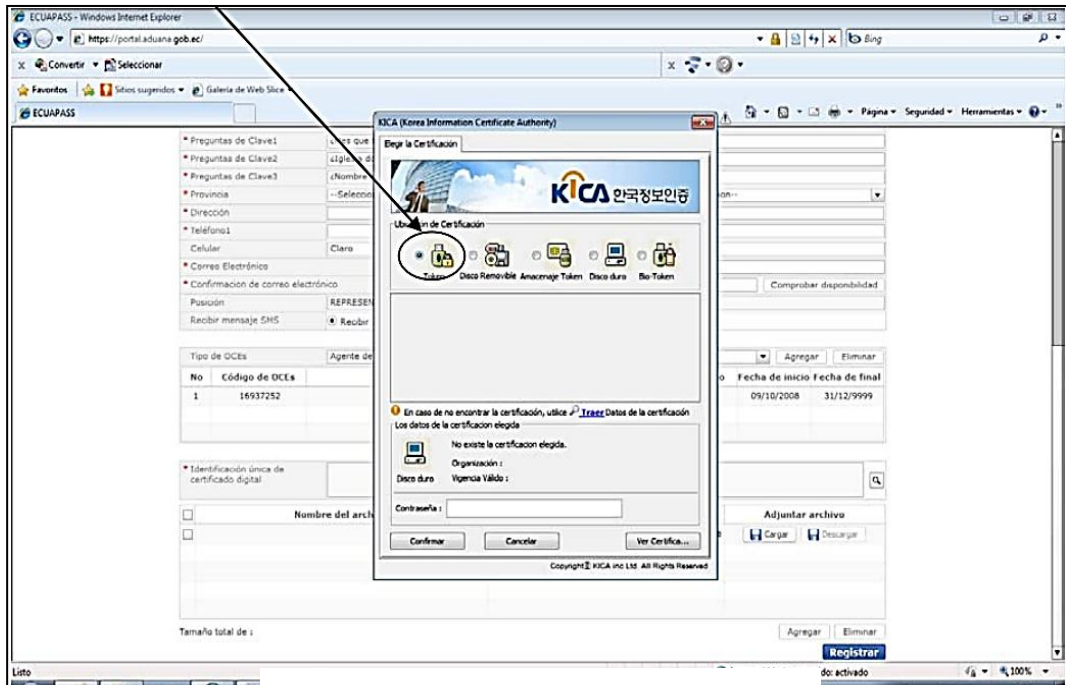 ECUAPASS - Windows Internet Explorer
https://portal.aduana.gob.ec/
Bing
x Convertir Seleccionar
Favoritos Sitios sugeridos Galería de Web Slice
ECUAPASS
Página Seguridad Herramientas
* Preguntas de Clave1
* Preguntas de Clave2
* Preguntas de Clave3 ¿Nombre
* Provincia --Seleccion
* Dirección
* Teléfono1
Celular Claro
* Correo Electrónico
* Confirmacion de correo electrónico Comprobar disponibilidad
Posición REPRESEN
Recibir mensaje SMS Recibir
Tipo de OCEs Agente de Agregar Eliminar
No Código de OCEs Fecha de inicio Fecha de final
1 16937252 09/10/2008 31/12/9999
* Identificación única de
certificado digital
Nombre del arch Adjuntar archivo
Cargar Descargar
Tamaño total de :
Agregar Eliminar
Registrar
Listo do: activado 100%
KICA (Korea Information Certificate Authority)
Elegir la Certificación
KICA 한국정보인증
Ubicación de Certificación
Token Disco Removible Amacenaje Token Disco duro Bio-Token
En caso de no encontrar la certificación, utilice Traer Datos de la certificación
Los datos de la certificacion elegida
No existe la certificacion elegida.
Organización :
Disco duro Vigencia Válido :
Contraseña :
Confirmar Cancelar Ver Certifica...
KICA inc Ltd. All Rights Reserved